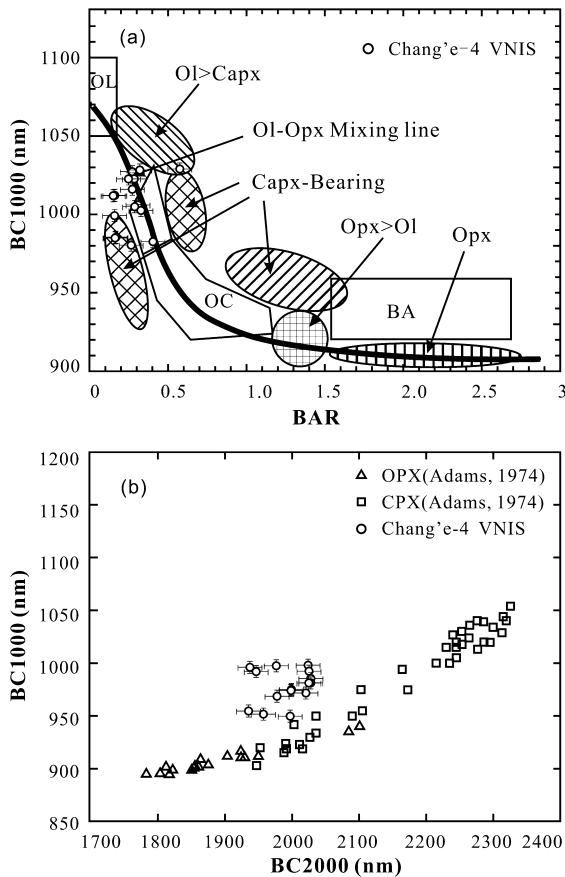 (a)
Chang'e-4 VNIS
1100
1050
1000
950
900
BC1000 (nm)
OL
Ol>Capx
Ol-Opx Mixing line
Capx-Bearing
Opx>Ol
Opx
OC
BA
0 0.5 1.0 1.5 2.0 2.5 3.0
BAR
(b)
OPX(Adams, 1974)
CPX(Adams, 1974)
Chang'e-4 VNIS
1200
1150
1100
1050
1000
950
900
850
BC1000 (nm)
1700 1800 1900 2000 2100 2200 2300 2400
BC2000 (nm)